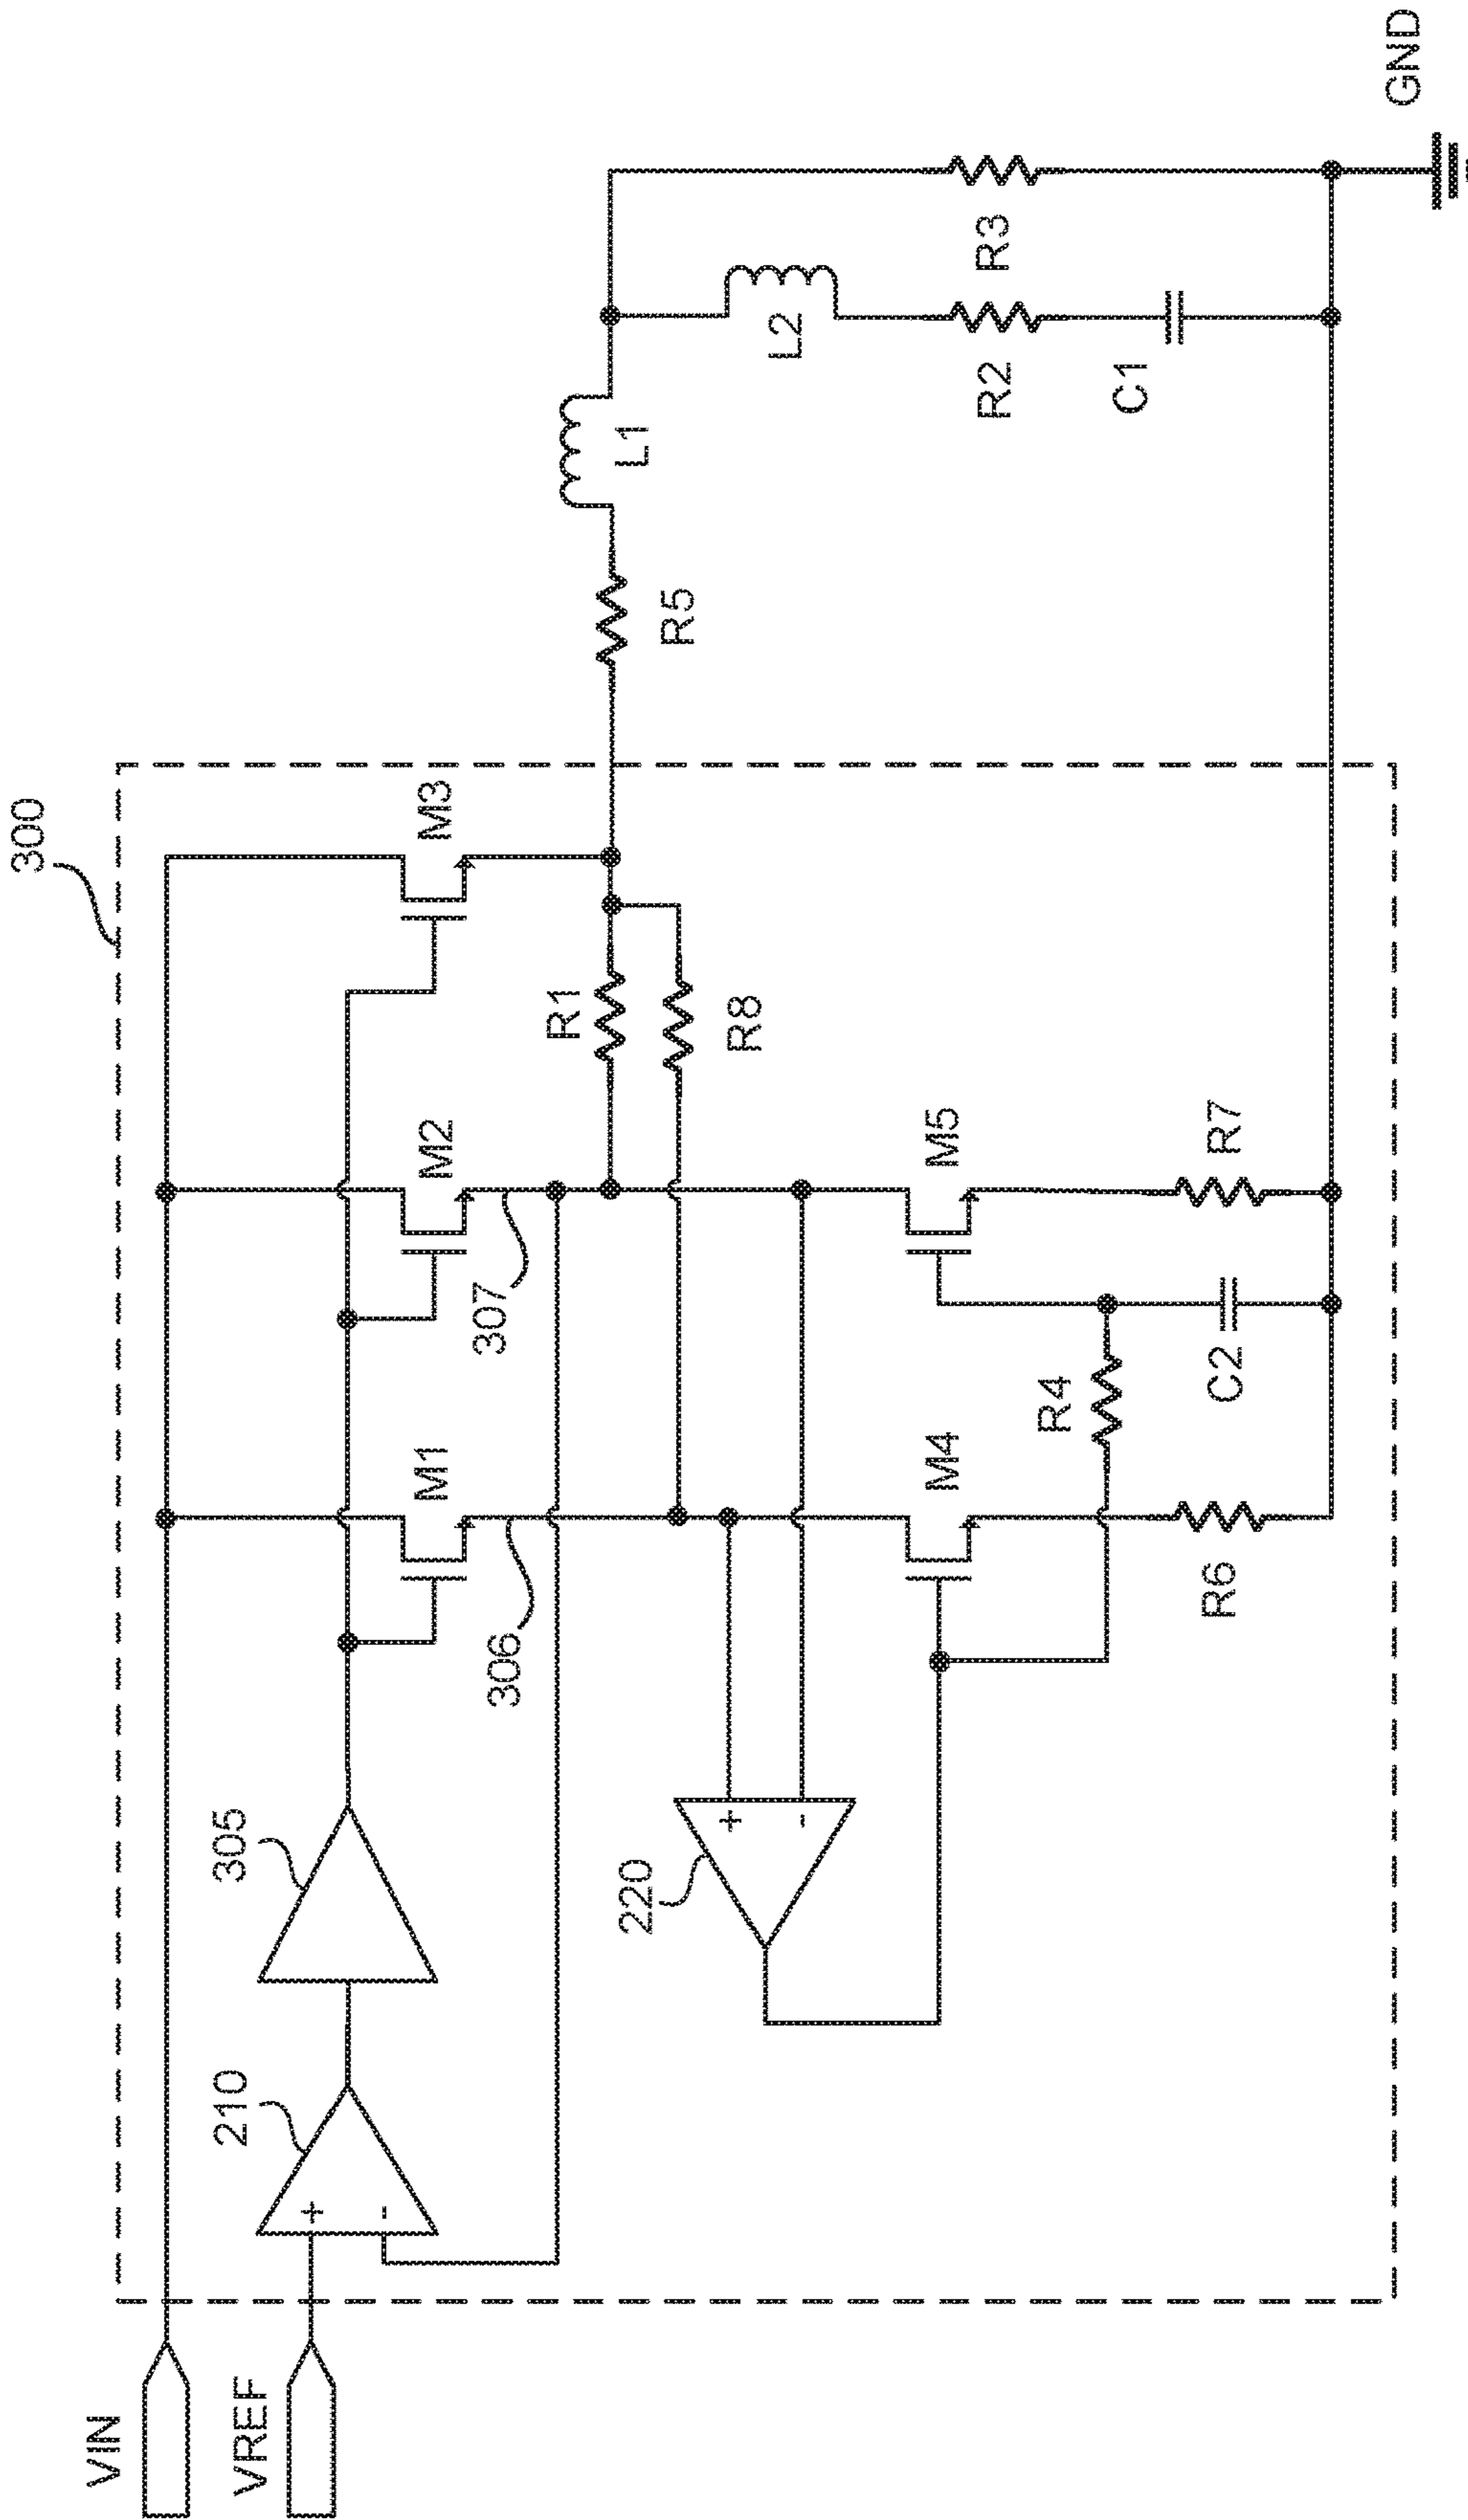 300
VIN
VREF
210
+
-
305
M1
M2
M3
306
307
R1
R8
R5
L1
L2
R2
R3
C1
220
+
-
M4
M5
R4
C2
R6
R7
GND